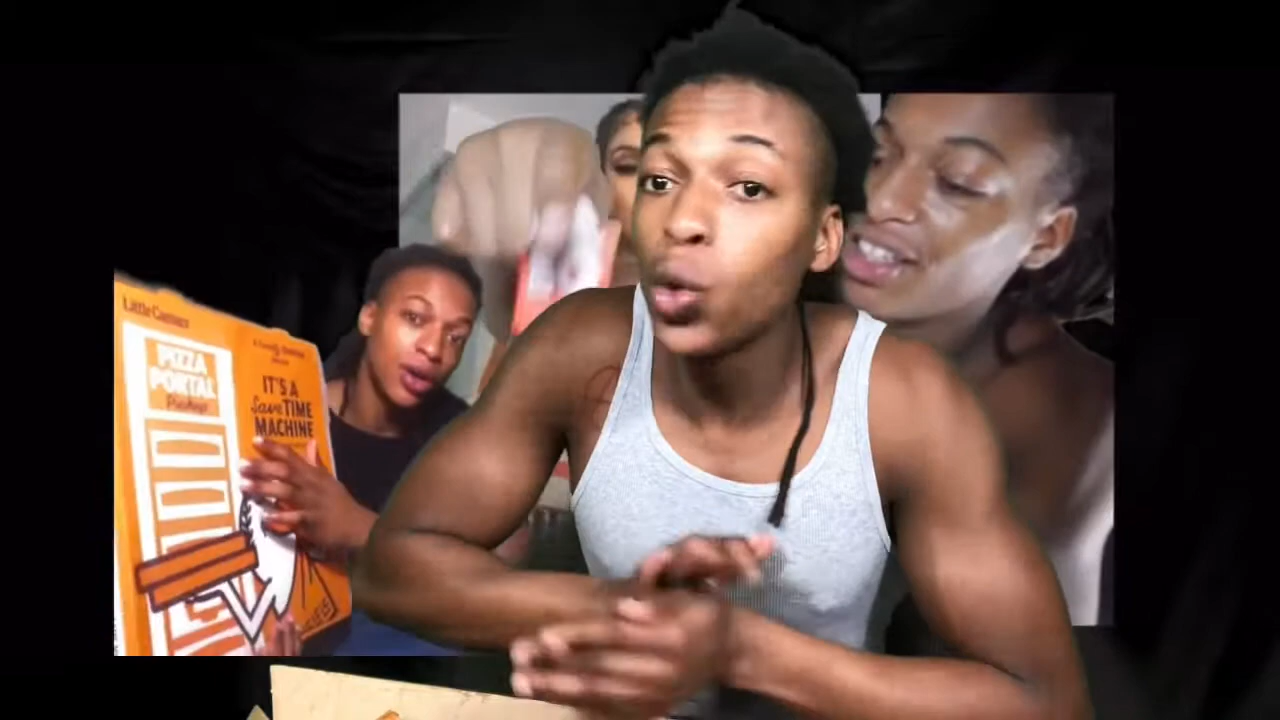 Little Caesars
PIZZA
PORTAL
Pickup
IT'S A
Save TIME
MACHINE